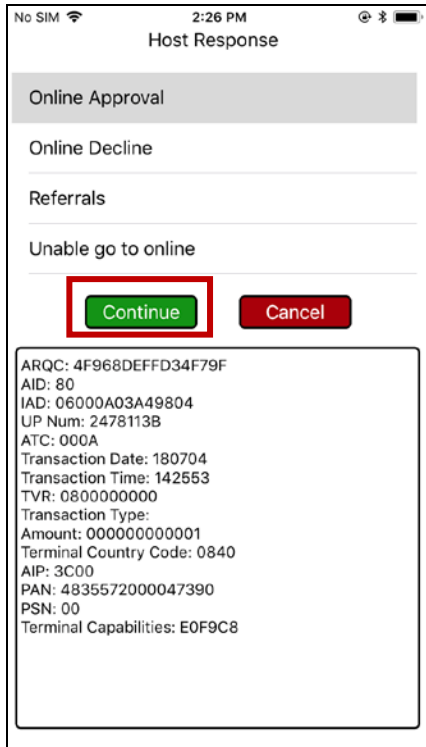 No SIM 2:26 PM
Host Response
Online Approval
Online Decline
Referrals
Unable go to online
Continue Cancel
ARQC: 4F968DEFFD34F79F
AID: 80
IAD: 06000A03A49804
UP Num: 2478113B
ATC: 000A
Transaction Date: 180704
Transaction Time: 142553
TVR: 0800000000
Transaction Type:
Amount: 000000000001
Terminal Country Code: 0840
AIP: 3C00
PAN: 4835572000047390
PSN: 00
Terminal Capabilities: E0F9C8